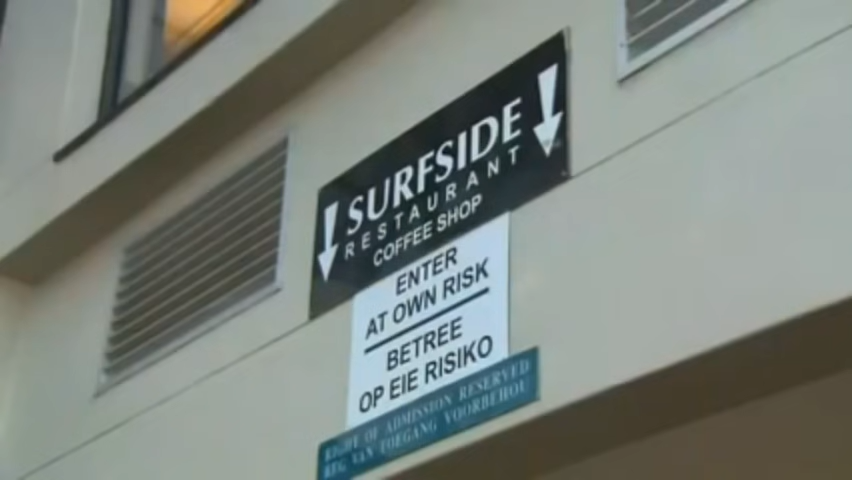 SURFSIDE
RESTAURANT
COFFEE SHOP
ENTER
AT OWN RISK
BETREE
OP EIE RISIKO
RIGHT OF ADMISSION RESERVED
REG VAN TOEGANG VOORBEHOU